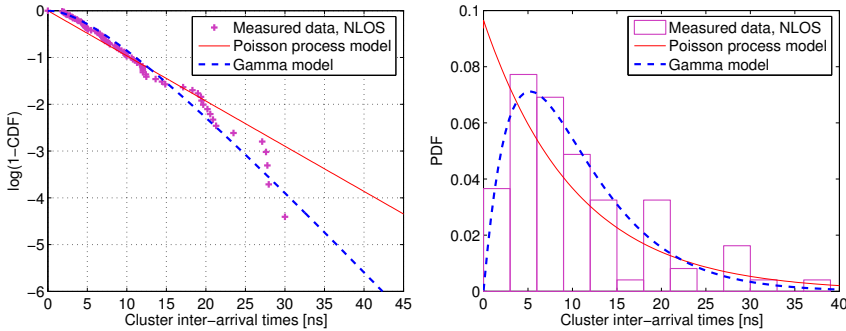 0
−1
−2
−3
−4
−5
−6
log(1−CDF)
0 5 10 15 20 25 30 35 40 45
Cluster inter−arrival times [ns]
Measured data, NLOS
Poisson process model
Gamma model
0.1
0.08
0.06
0.04
0.02
0
PDF
0 5 10 15 20 25 30 35 40
Cluster inter−arrival times [ns]
Measured data, NLOS
Poisson process model
Gamma model